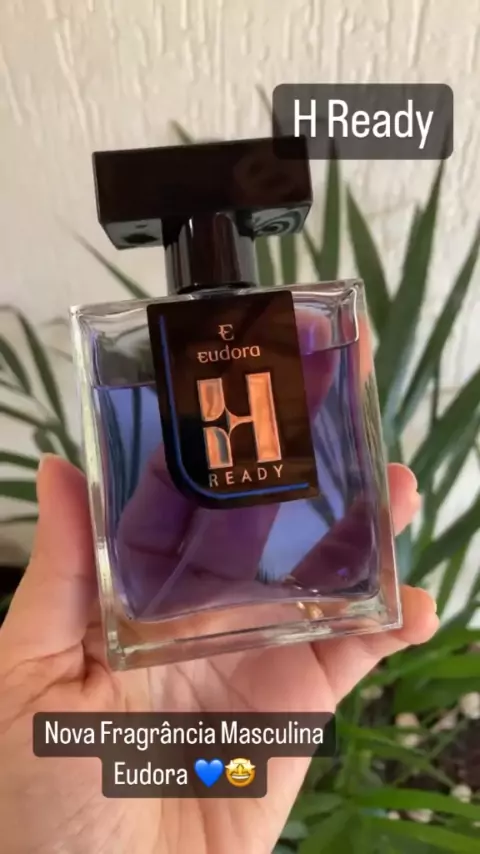 H Ready
eudora
H
READY
Nova Fragrância Masculina
Eudora 💙🤩